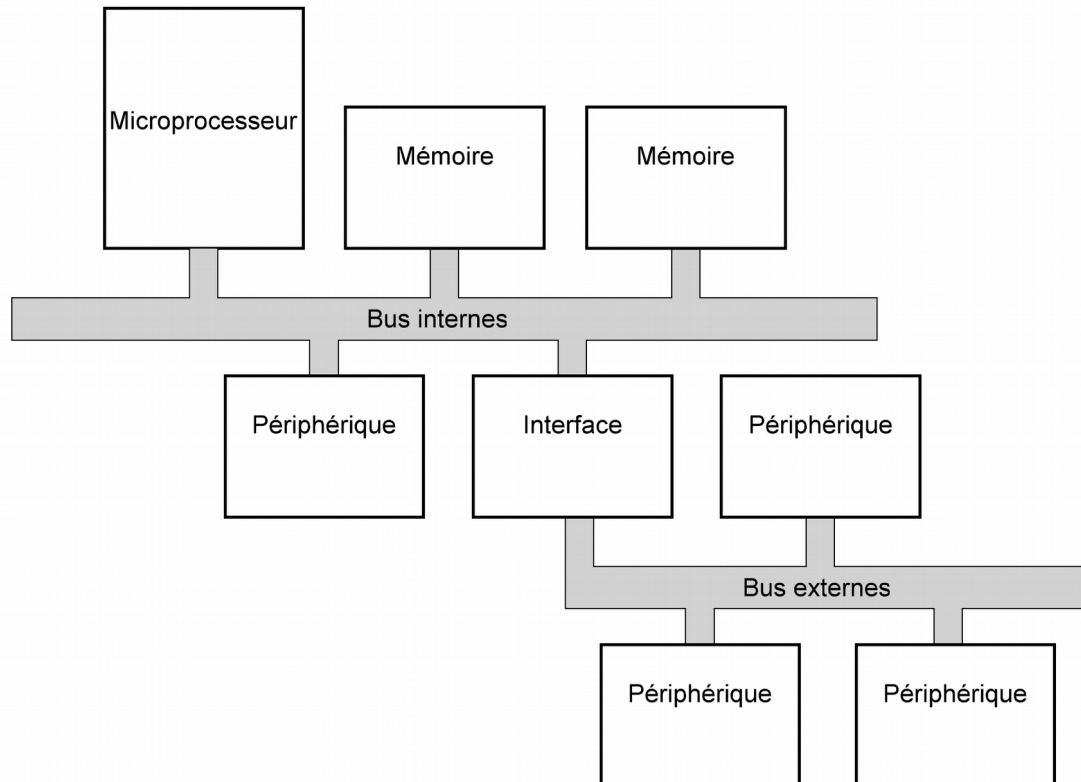 Microprocesseur
Mémoire
Mémoire
Bus internes
Périphérique
Interface
Périphérique
Bus externes
Périphérique
Périphérique